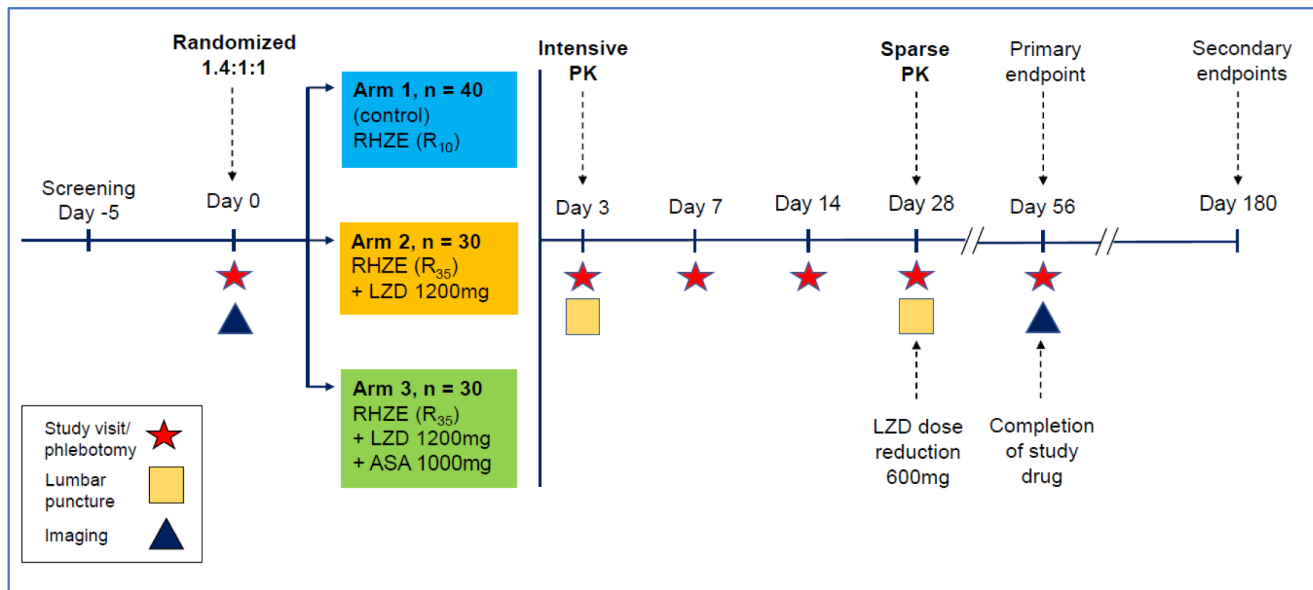 Randomized
1.4:1:1
Intensive
PK
Sparse
PK
Primary
endpoint
Secondary
endpoints
Arm 1, n = 40
(control)
RHZE (R10)
Screening
Day -5
Day 0
Day 3
Day 7
Day 14
Day 28
Day 56
Day 180
Arm 2, n = 30
RHZE (R35)
+ LZD 1200mg
Arm 3, n = 30
RHZE (R35)
+ LZD 1200mg
+ ASA 1000mg
LZD dose
reduction
600mg
Completion
of study
drug
Study visit/
phlebotomy
Lumbar
puncture
Imaging